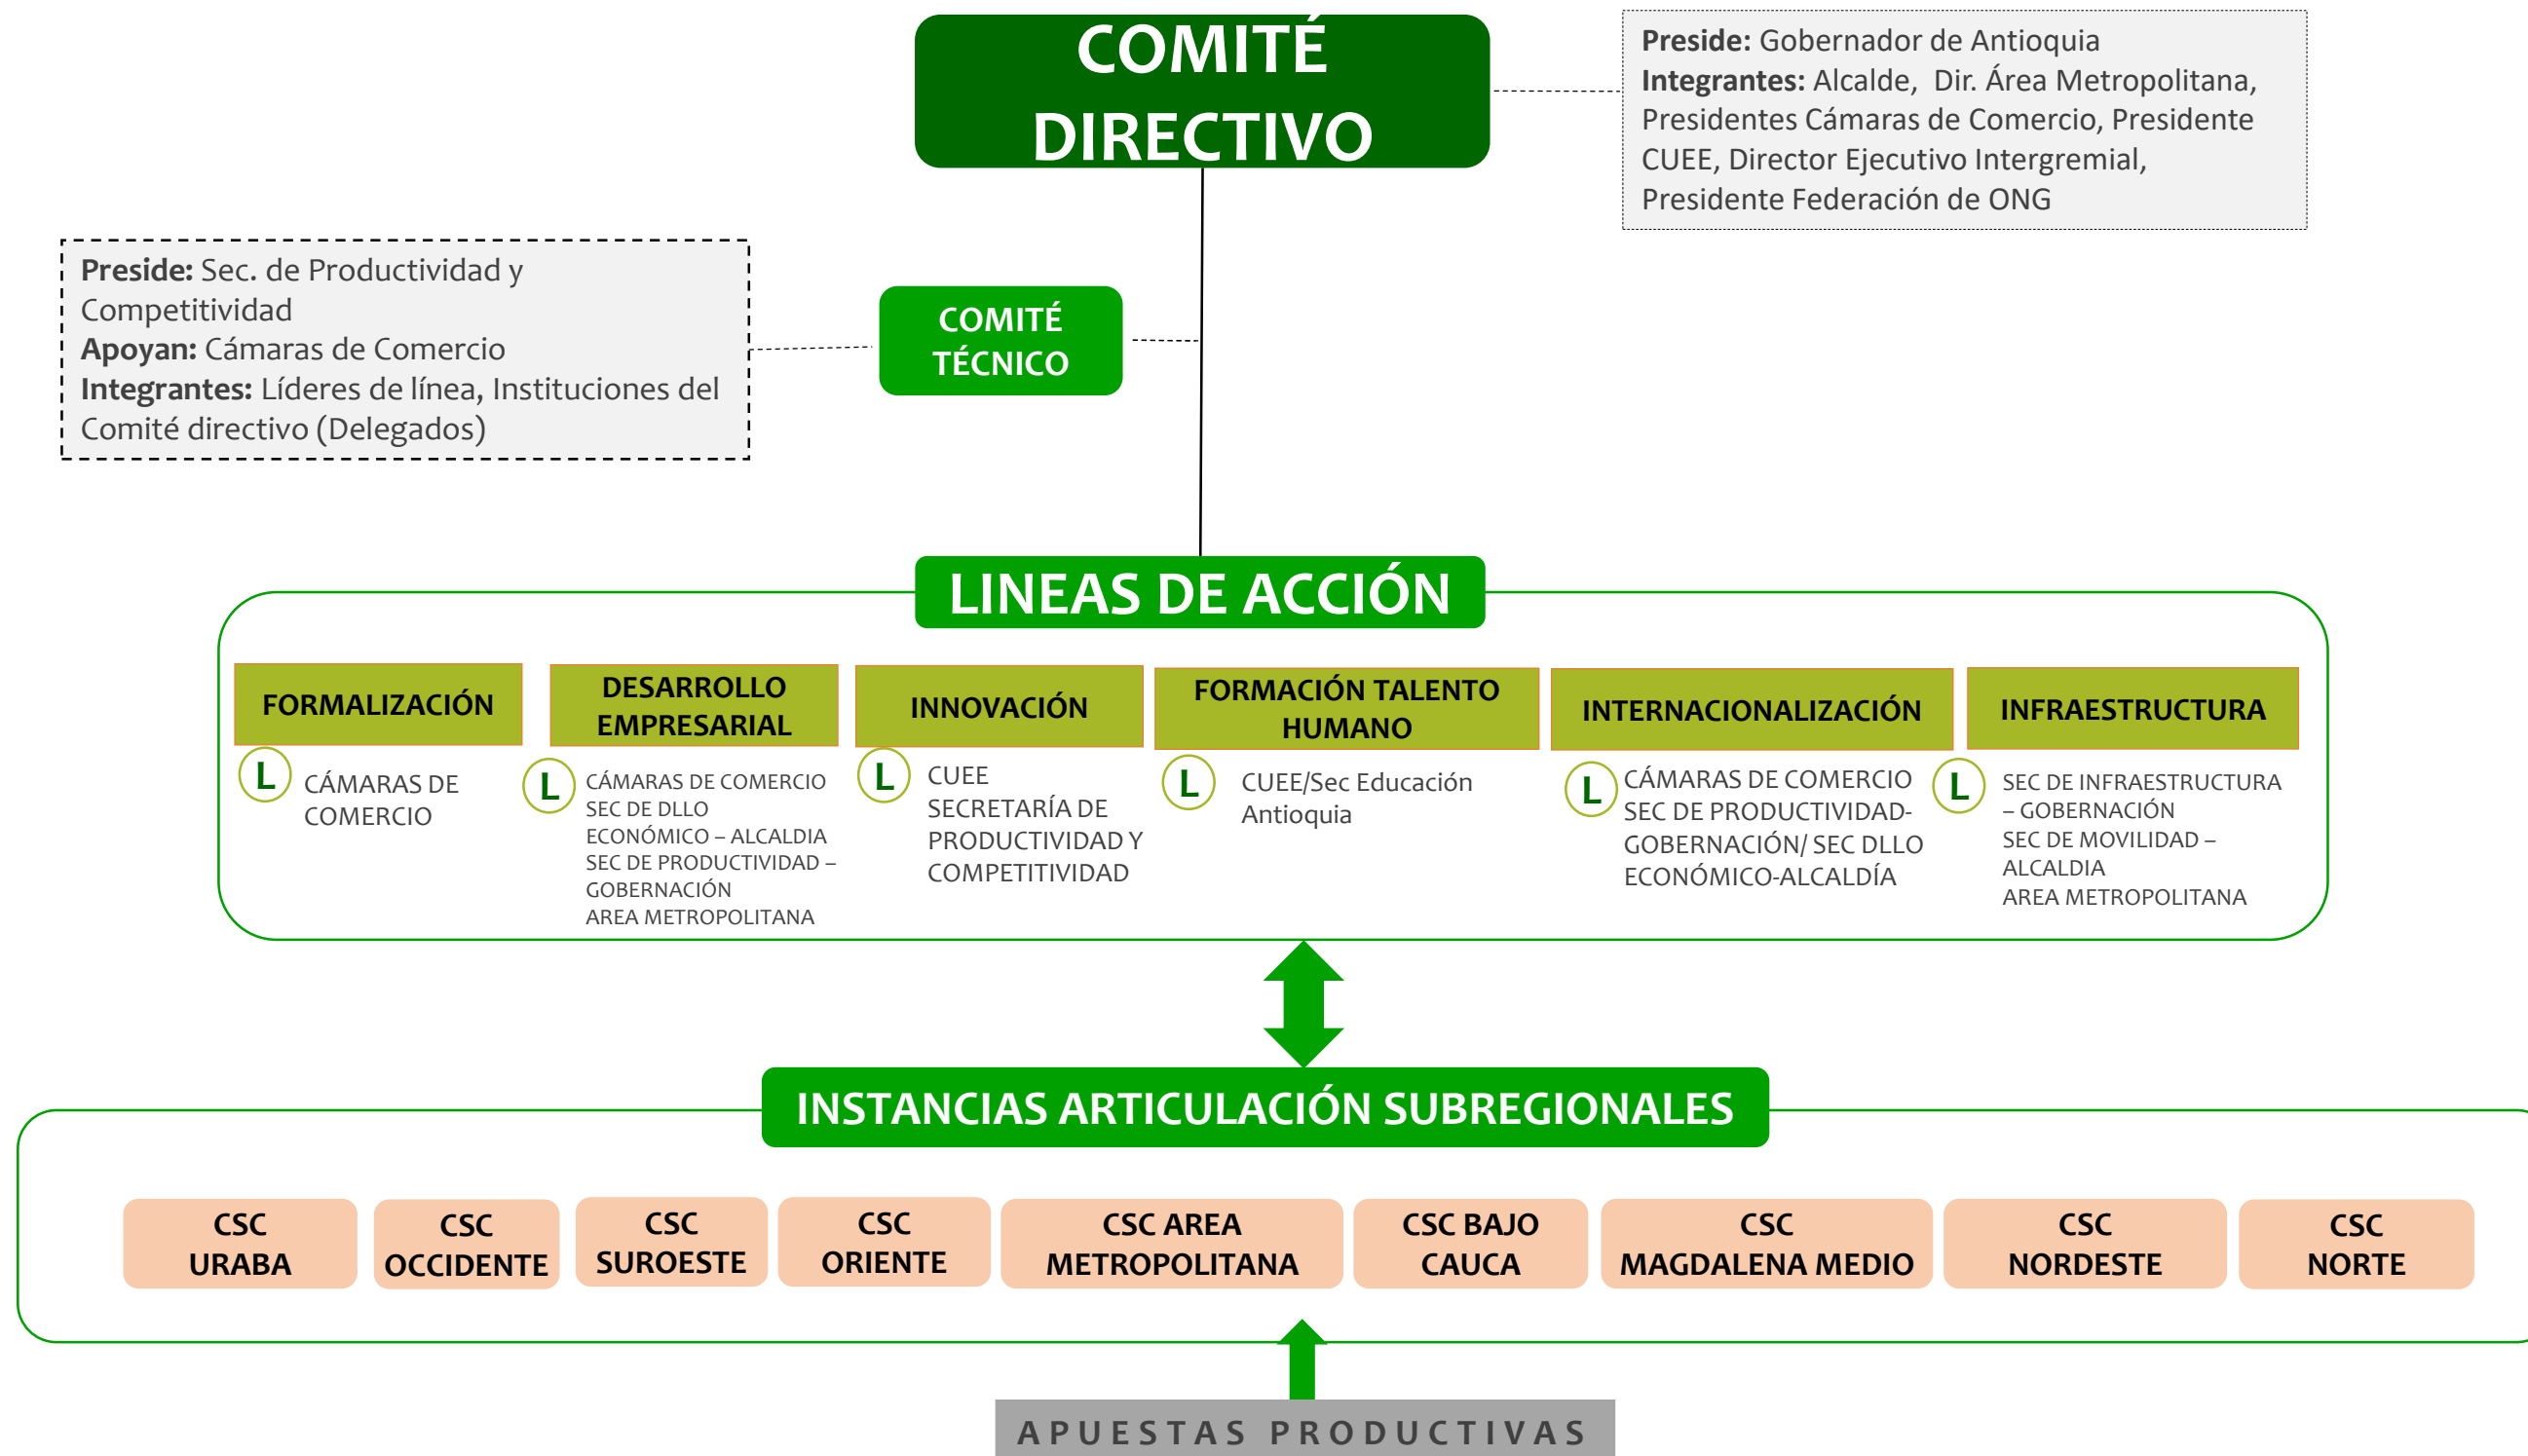 COMITÉ
DIRECTIVO
Preside: Gobernador de Antioquia
Integrantes: Alcalde, Dir. Área Metropolitana,
Presidentes Cámaras de Comercio, Presidente
CUEE, Director Ejecutivo Intergremial,
Presidente Federación de ONG
Preside: Sec. de Productividad y
Competitividad
Apoyan: Cámaras de Comercio
Integrantes: Líderes de línea, Instituciones del
Comité directivo (Delegados)
COMITÉ
TÉCNICO
LINEAS DE ACCIÓN
FORMALIZACIÓN
L
CÁMARAS DE
COMERCIO
DESARROLLO
EMPRESARIAL
L
CÁMARAS DE COMERCIO
SEC DE DLLO
ECONÓMICO – ALCALDIA
SEC DE PRODUCTIVIDAD –
GOBERNACIÓN
AREA METROPOLITANA
INNOVACIÓN
L
CUEE
SECRETARÍA DE
PRODUCTIVIDAD Y
COMPETITIVIDAD
FORMACIÓN TALENTO
HUMANO
L
CUEE/Sec Educación
Antioquia
INTERNACIONALIZACIÓN
L
CÁMARAS DE COMERCIO
SEC DE PRODUCTIVIDAD-
GOBERNACIÓN/ SEC DLLO
ECONÓMICO-ALCALDÍA
INFRAESTRUCTURA
L
SEC DE INFRAESTRUCTURA
– GOBERNACIÓN
SEC DE MOVILIDAD –
ALCALDIA
AREA METROPOLITANA
INSTANCIAS ARTICULACIÓN SUBREGIONALES
CSC
URABA
CSC
OCCIDENTE
CSC
SUROESTE
CSC
ORIENTE
CSC AREA
METROPOLITANA
CSC BAJO
CAUCA
CSC
MAGDALENA MEDIO
CSC
NORDESTE
CSC
NORTE
APUESTAS PRODUCTIVAS